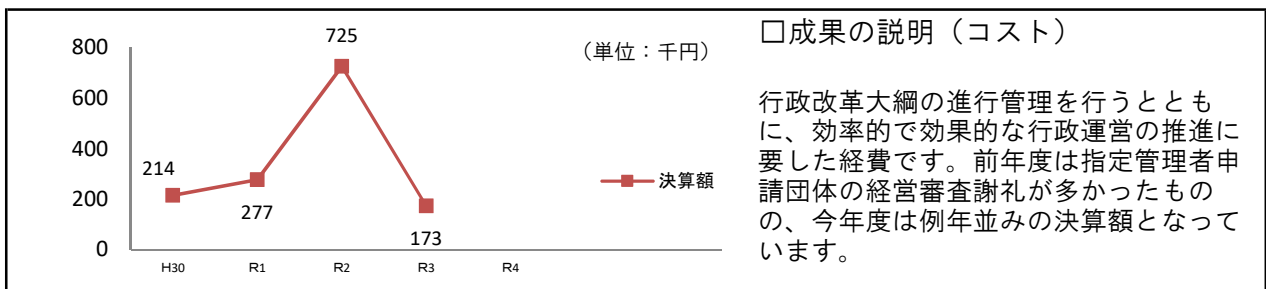 800
600
400
200
0
（単位：千円）
214
277
725
173
決算額
H30
R1
R2
R3
R4
□成果の説明（コスト）
行政改革大綱の進行管理を行うととも
に、効率的で効果的な行政運営の推進に
要した経費です。前年度は指定管理者申
請団体の経営審査謝礼が多かったもの
の、今年度は例年並みの決算額となって
います。